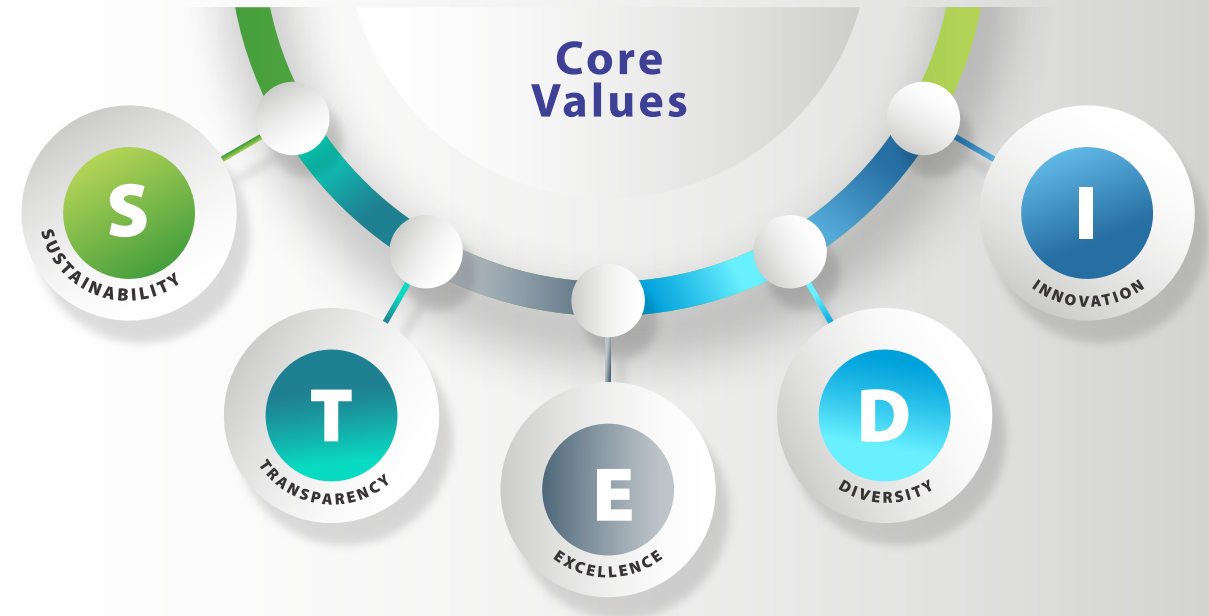 Core
Values
S
SUSTAINABILITY
T
TRANSPARENCY
E
EXCELLENCE
D
DIVERSITY
I
INNOVATION